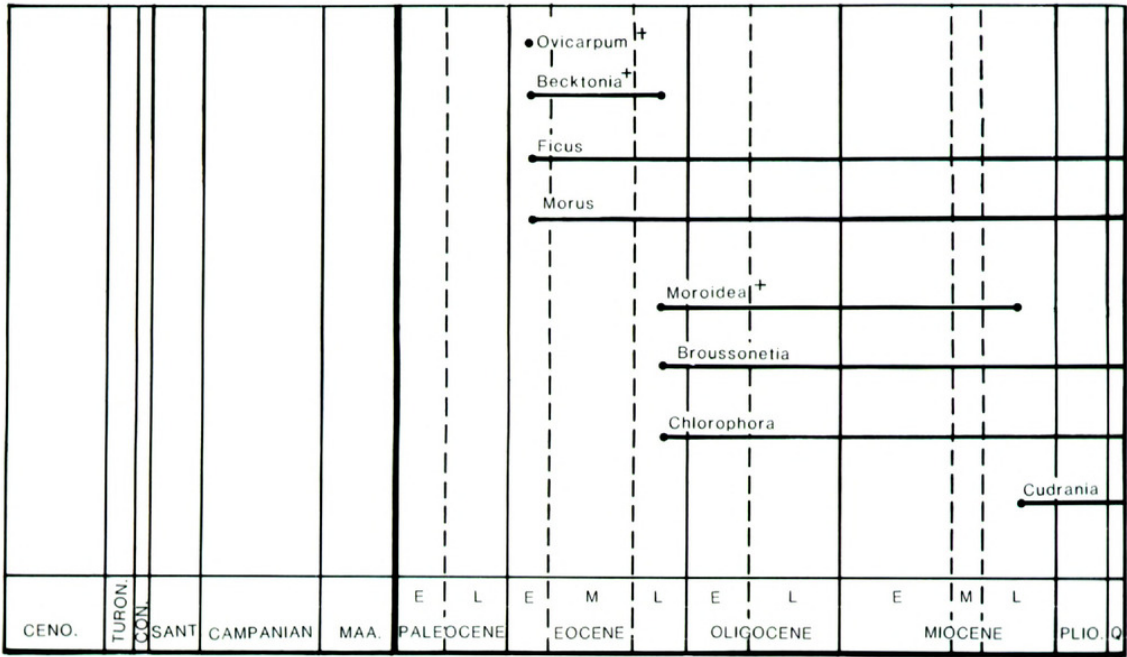 Ovicarpum +
Becktonia +
Ficus
Morus
Moroidea +
Broussonetia
Chlorophora
Cudrania
E L E M L E L E M L
CENO. TURON. CON. SANT CAMPANIAN MAA. PALEOCENE EOCENE OLIGOCENE MIOCENE PLIO. Q